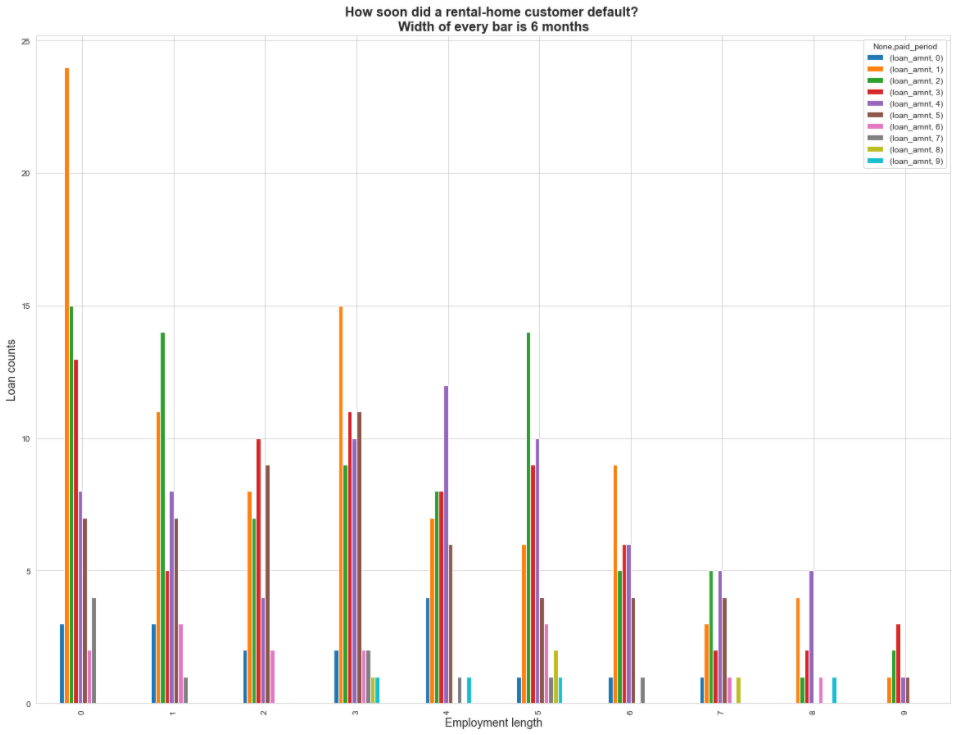 How soon did a rental-home customer default?
Width of every bar is 6 months
25
20
15
10
5
0
Loan counts
None,paid_period
(loan_amnt, 0)
(loan_amnt, 1)
(loan_amnt, 2)
(loan_amnt, 3)
(loan_amnt, 4)
(loan_amnt, 5)
(loan_amnt, 6)
(loan_amnt, 7)
(loan_amnt, 8)
(loan_amnt, 9)
0 1 2 3 4 5 6 7 8 9
Employment length